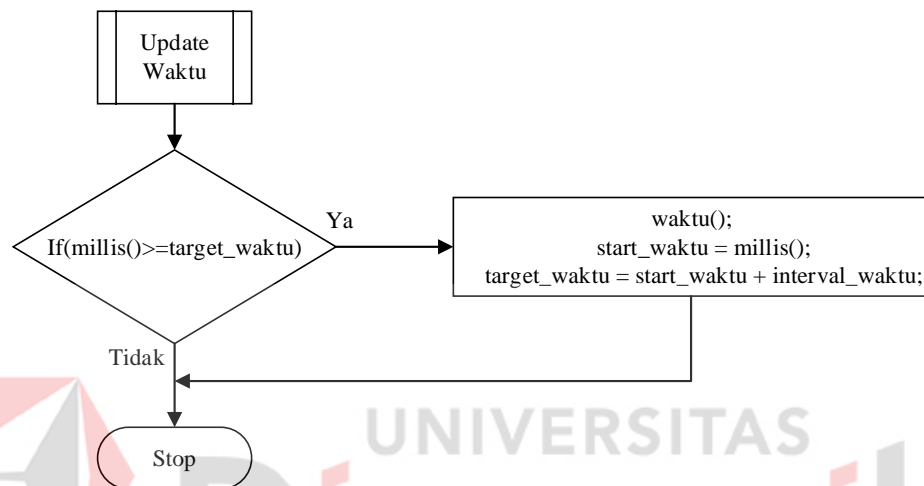 Update
Waktu
If(millis()>=target_waktu)
Ya
waktu();
start_waktu = millis();
target_waktu = start_waktu + interval_waktu;
Tidak
Stop
UNIVERSITAS